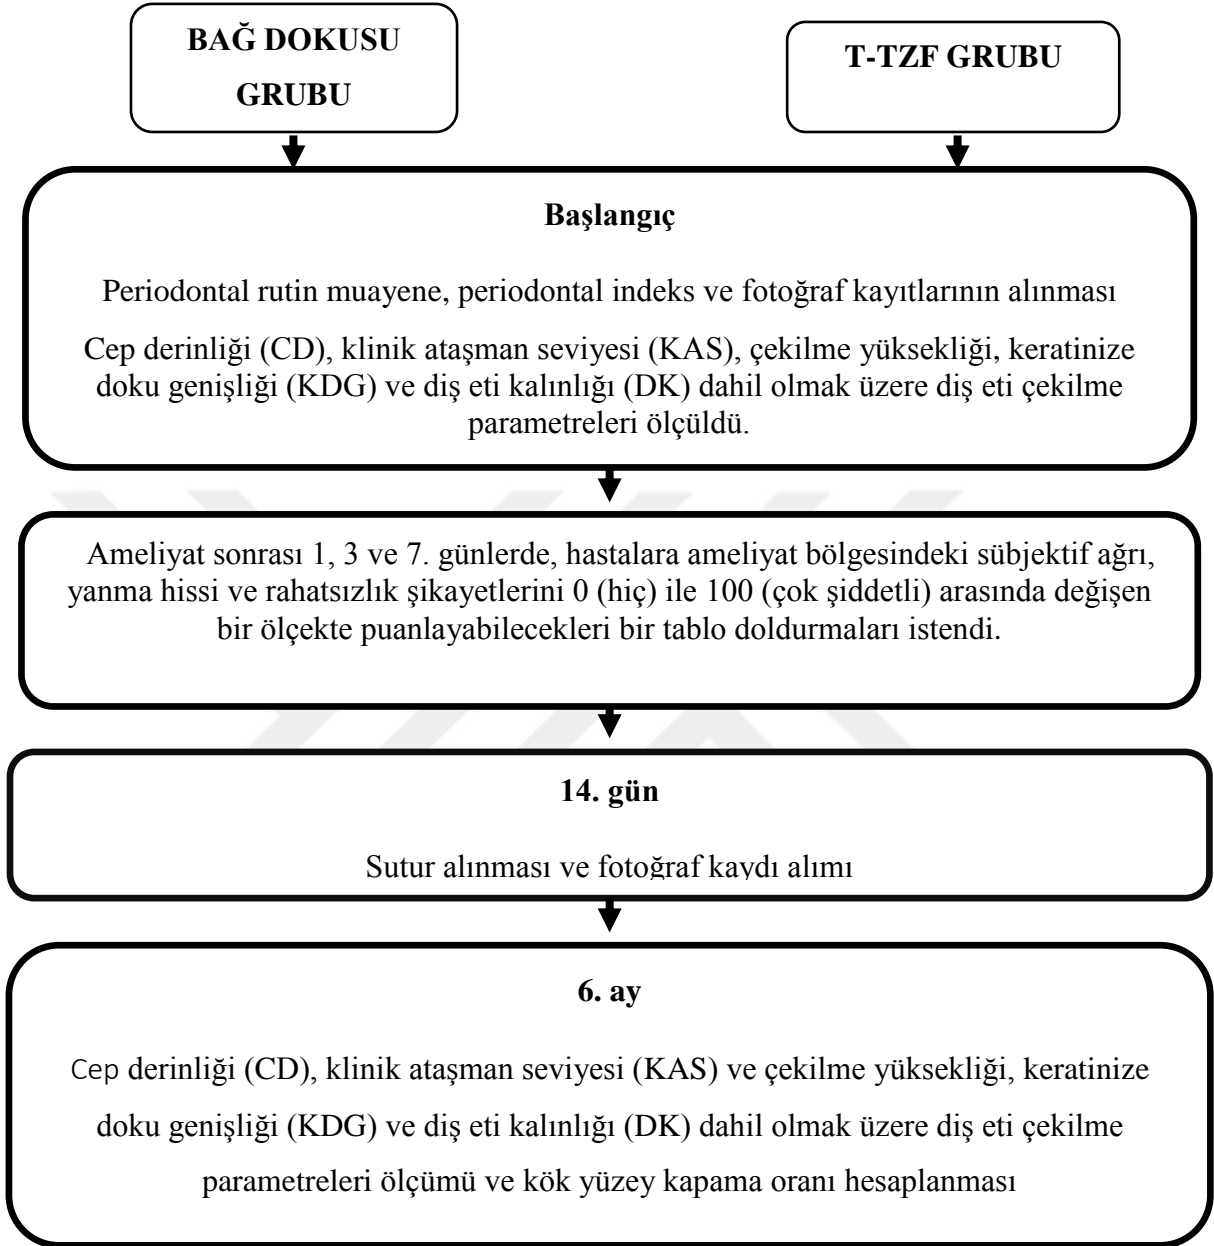 BAĞ DOKUSU
GRUBU
T-TZF GRUBU
Başlangıç
Periodontal rutin muayene, periodontal indeks ve fotoğraf kayıtlarının alınması
Cep derinliği (CD), klinik ataşman seviyesi (KAS), çekilme yüksekliği, keratinize
doku genişliği (KDG) ve diş eti kalınlığı (DK) dahil olmak üzere diş eti çekilme
parametreleri ölçüldü.
Ameliyat sonrası 1, 3 ve 7. günlerde, hastalara ameliyat bölgesindeki sübjektif ağrı,
yanma hissi ve rahatsızlık şikayetlerini 0 (hiç) ile 100 (çok şiddetli) arasında değişen
bir ölçekte puanlayabilecekleri bir tablo doldurmaları istendi.
14. gün
Sutur alınması ve fotoğraf kaydı alımı
6. ay
Cep derinliği (CD), klinik ataşman seviyesi (KAS) ve çekilme yüksekliği, keratinize
doku genişliği (KDG) ve diş eti kalınlığı (DK) dahil olmak üzere diş eti çekilme
parametreleri ölçümü ve kök yüzey kapama oranı hesaplanması